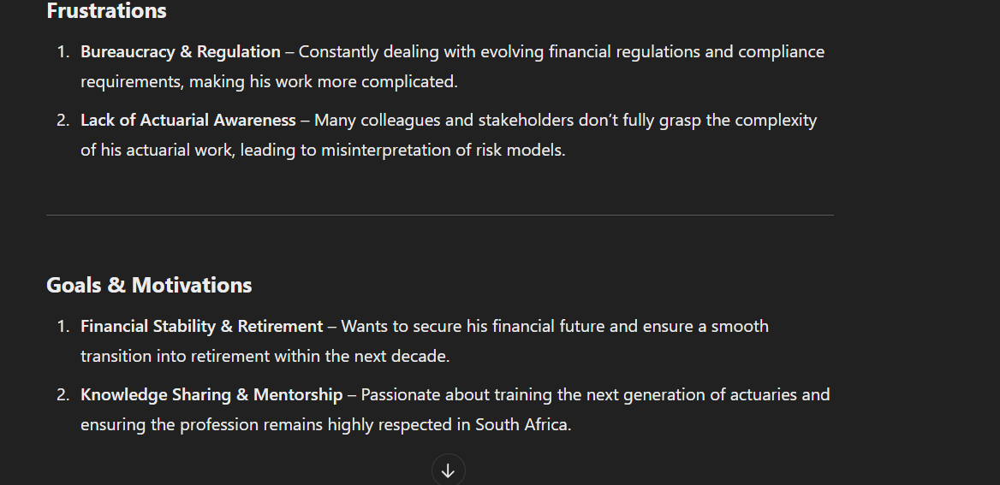 Frustrations
1. Bureaucracy & Regulation – Constantly dealing with evolving financial regulations and compliance
requirements, making his work more complicated.
2. Lack of Actuarial Awareness – Many colleagues and stakeholders don’t fully grasp the complexity
of his actuarial work, leading to misinterpretation of risk models.
Goals & Motivations
1. Financial Stability & Retirement – Wants to secure his financial future and ensure a smooth
transition into retirement within the next decade.
2. Knowledge Sharing & Mentorship – Passionate about training the next generation of actuaries and
ensuring the profession remains highly respected in South Africa.